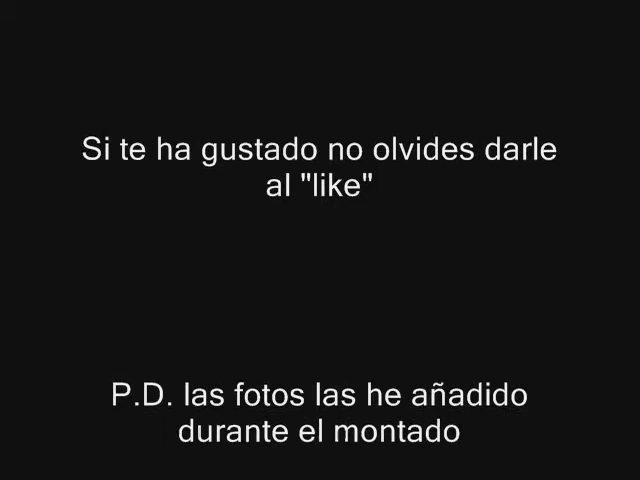 Si te ha gustado no olvides darle
al "like"
P.D. las fotos las he añadido
durante el montado